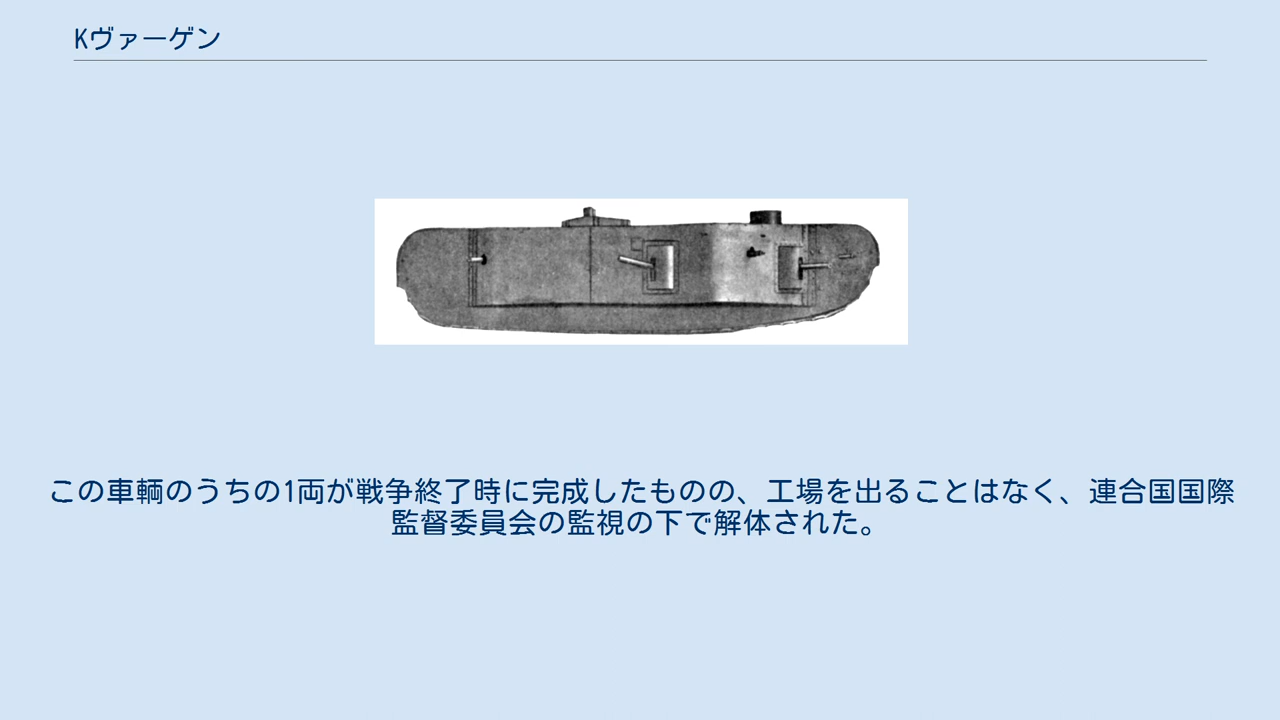 Kヴァーゲン
この車輌のうちの1両が戦争終了時に完成したものの、工場を出ることはなく、連合国国際
監督委員会の監視の下で解体された。